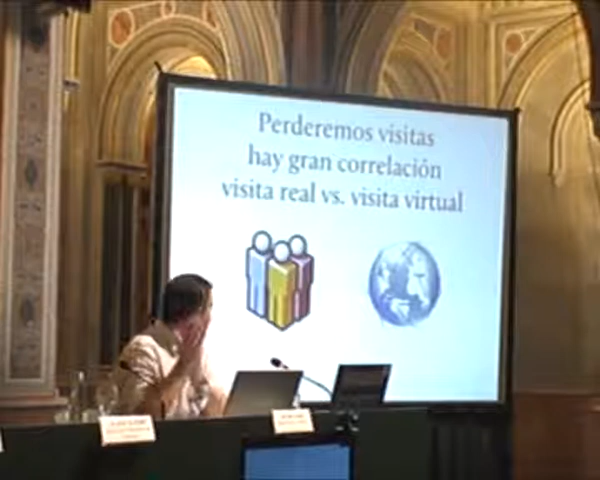 Perderemos visitas
hay gran correlación
visita real vs. visita virtual